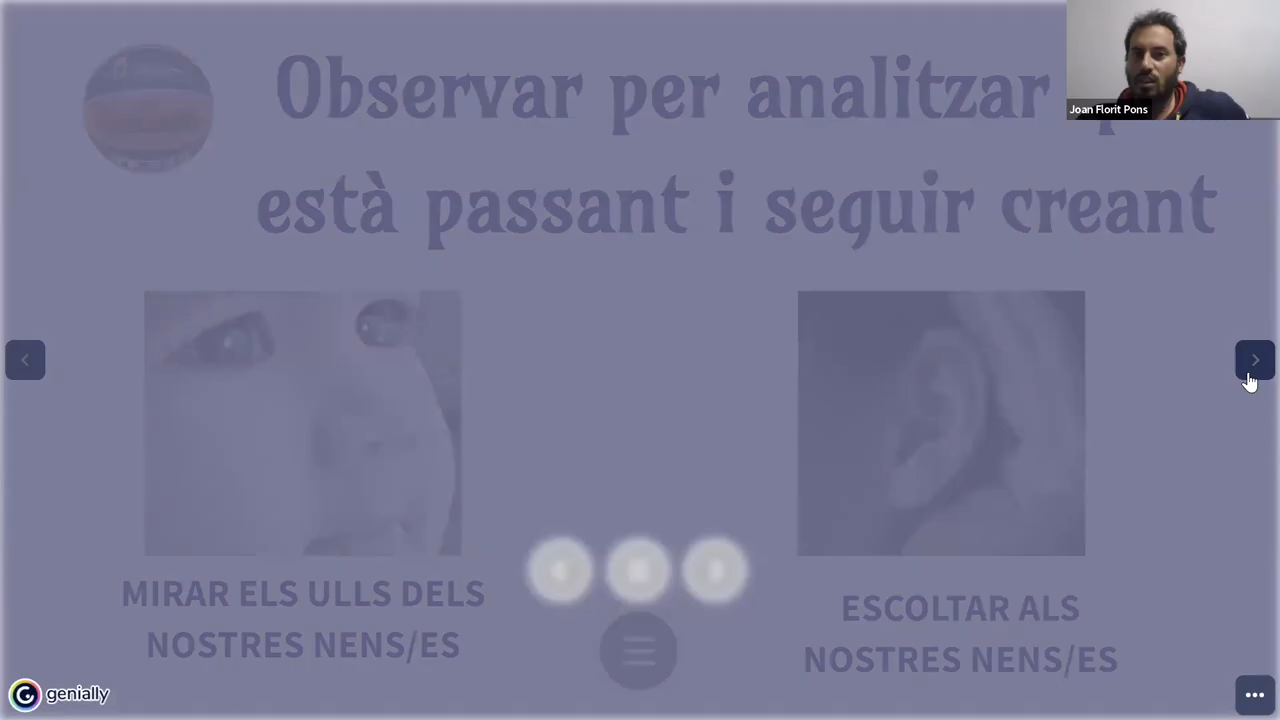 Observar per analitzar
està passant i seguir creant
Joan Florit Pons
MIRAR ELS ULLS DELS
NOSTRES NENS/ES
ESCOLTAR ALS
NOSTRES NENS/ES
genially